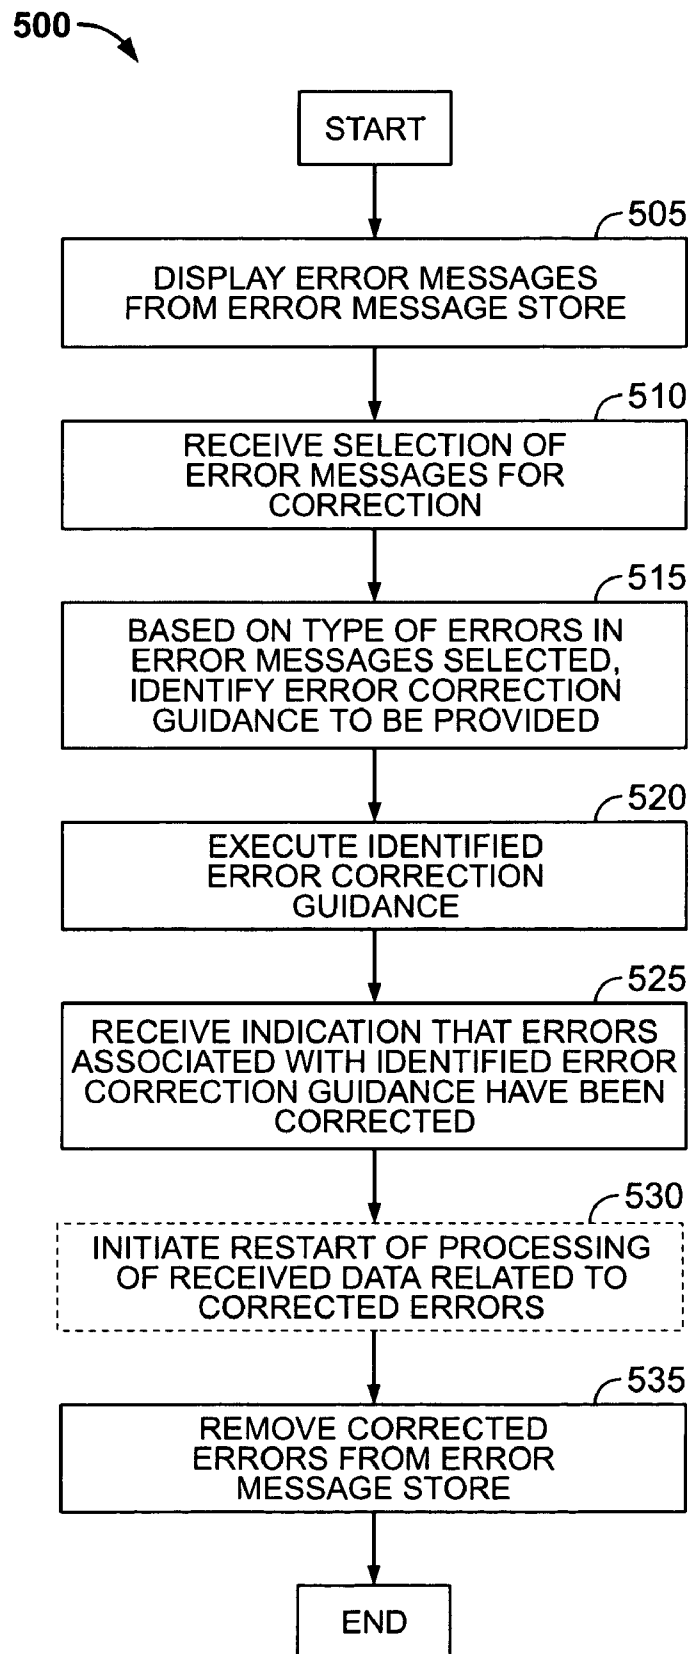 500
START
505
DISPLAY ERROR MESSAGES
FROM ERROR MESSAGE STORE
510
RECEIVE SELECTION OF
ERROR MESSAGES FOR
CORRECTION
515
BASED ON TYPE OF ERRORS IN
ERROR MESSAGES SELECTED,
IDENTIFY ERROR CORRECTION
GUIDANCE TO BE PROVIDED
520
EXECUTE IDENTIFIED
ERROR CORRECTION
GUIDANCE
525
RECEIVE INDICATION THAT ERRORS
ASSOCIATED WITH IDENTIFIED ERROR
CORRECTION GUIDANCE HAVE BEEN
CORRECTED
530
INITIATE RESTART OF PROCESSING
OF RECEIVED DATA RELATED TO
CORRECTED ERRORS
535
REMOVE CORRECTED
ERRORS FROM ERROR
MESSAGE STORE
END